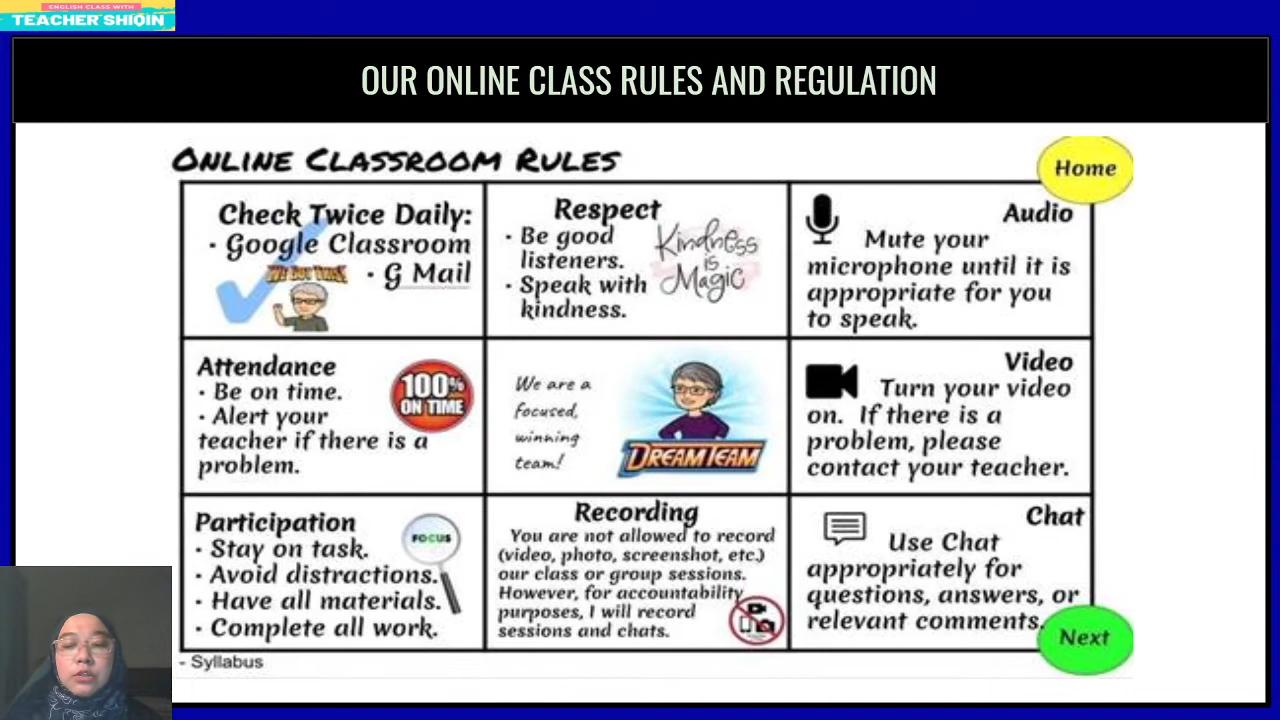 ENGLISH CLASS WITH
TEACHER SHIQIN
OUR ONLINE CLASS RULES AND REGULATION
ONLINE CLASSROOM RULES
Home
Check Twice Daily:
· Google Classroom
· G Mail
Respect
· Be good
listeners.
· Speak with
kindness.
Kindness
is
Magic
Audio
Mute your
microphone until it is
appropriate for you
to speak.
Attendance
· Be on time.
· Alert your
teacher if there is a
problem.
100%
ON TIME
We are a
focused,
winning
team!
DREAM TEAM
Video
Turn your video
on. If there is a
problem, please
contact your teacher.
Participation
· Stay on task.
· Avoid distractions.
· Have all materials.
· Complete all work.
FOCUS
Recording
You are not allowed to record
(video, photo, screenshot, etc.)
our class or group sessions.
However, for accountability
purposes, I will record
sessions and chats.
Chat
Use Chat
appropriately for
questions, answers, or
relevant comments.
Next
- Syllabus